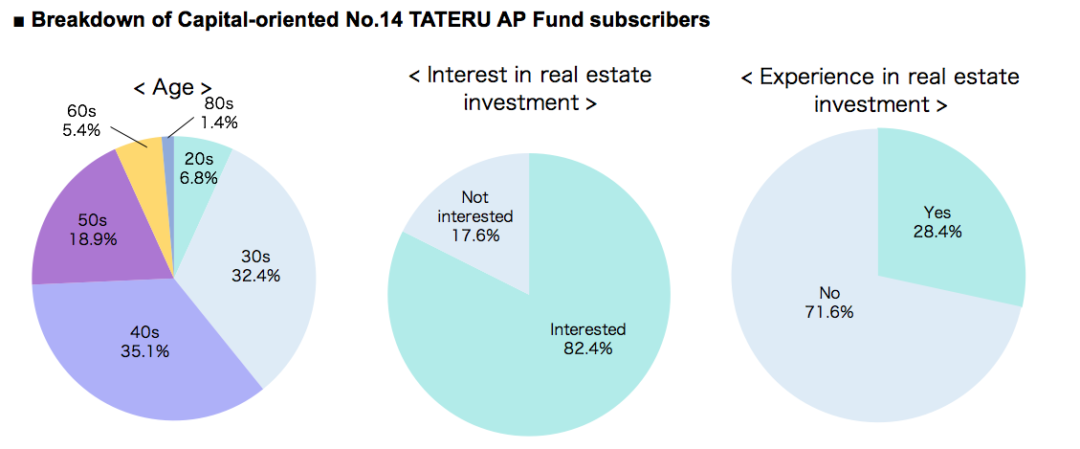 ■ Breakdown of Capital-oriented No.14 TATERU AP Fund subscribers
< Age >
60s
5.4%
80s
1.4%
20s
6.8%
30s
32.4%
40s
35.1%
50s
18.9%
< Interest in real estate
investment >
Not
interested
17.6%
Interested
82.4%
< Experience in real estate
investment >
Yes
28.4%
No
71.6%